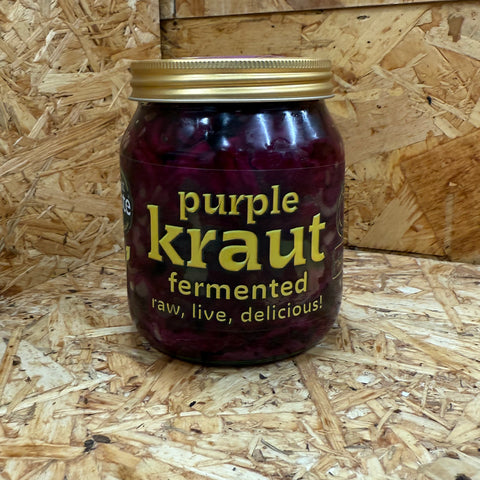 purple
kraut
fermented
raw, live, delicious!